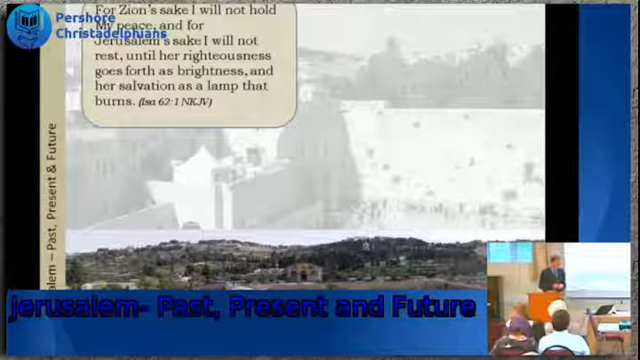 Pershore
Christadelphians
For Zion's sake I will not hold
My peace, and for
Jerusalem's sake I will not
rest, until her righteousness
goes forth as brightness, and
her salvation as a lamp that
burns. (Isa 62:1 NKJV)
alem – Past, Present & Future
Jerusalem- Past, Present and Future